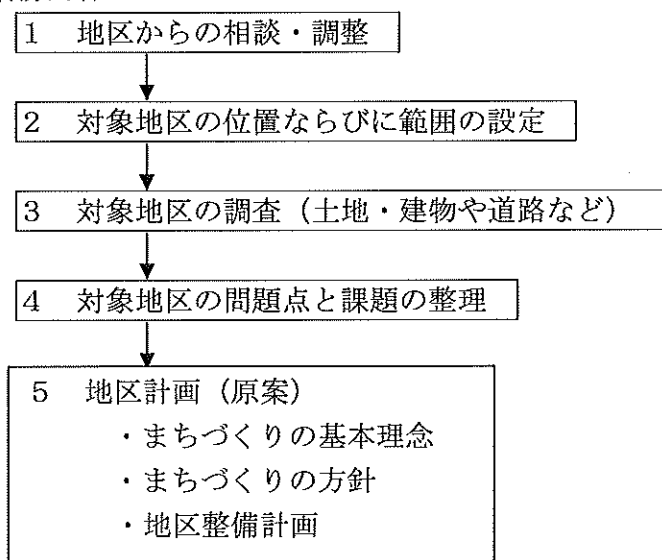 1 地区からの相談・調整
2 対象地区の位置ならびに範囲の設定
3 対象地区の調査（土地・建物や道路など）
4 対象地区の問題点と課題の整理
5 地区計画（原案）
・まちづくりの基本理念
・まちづくりの方針
・地区整備計画